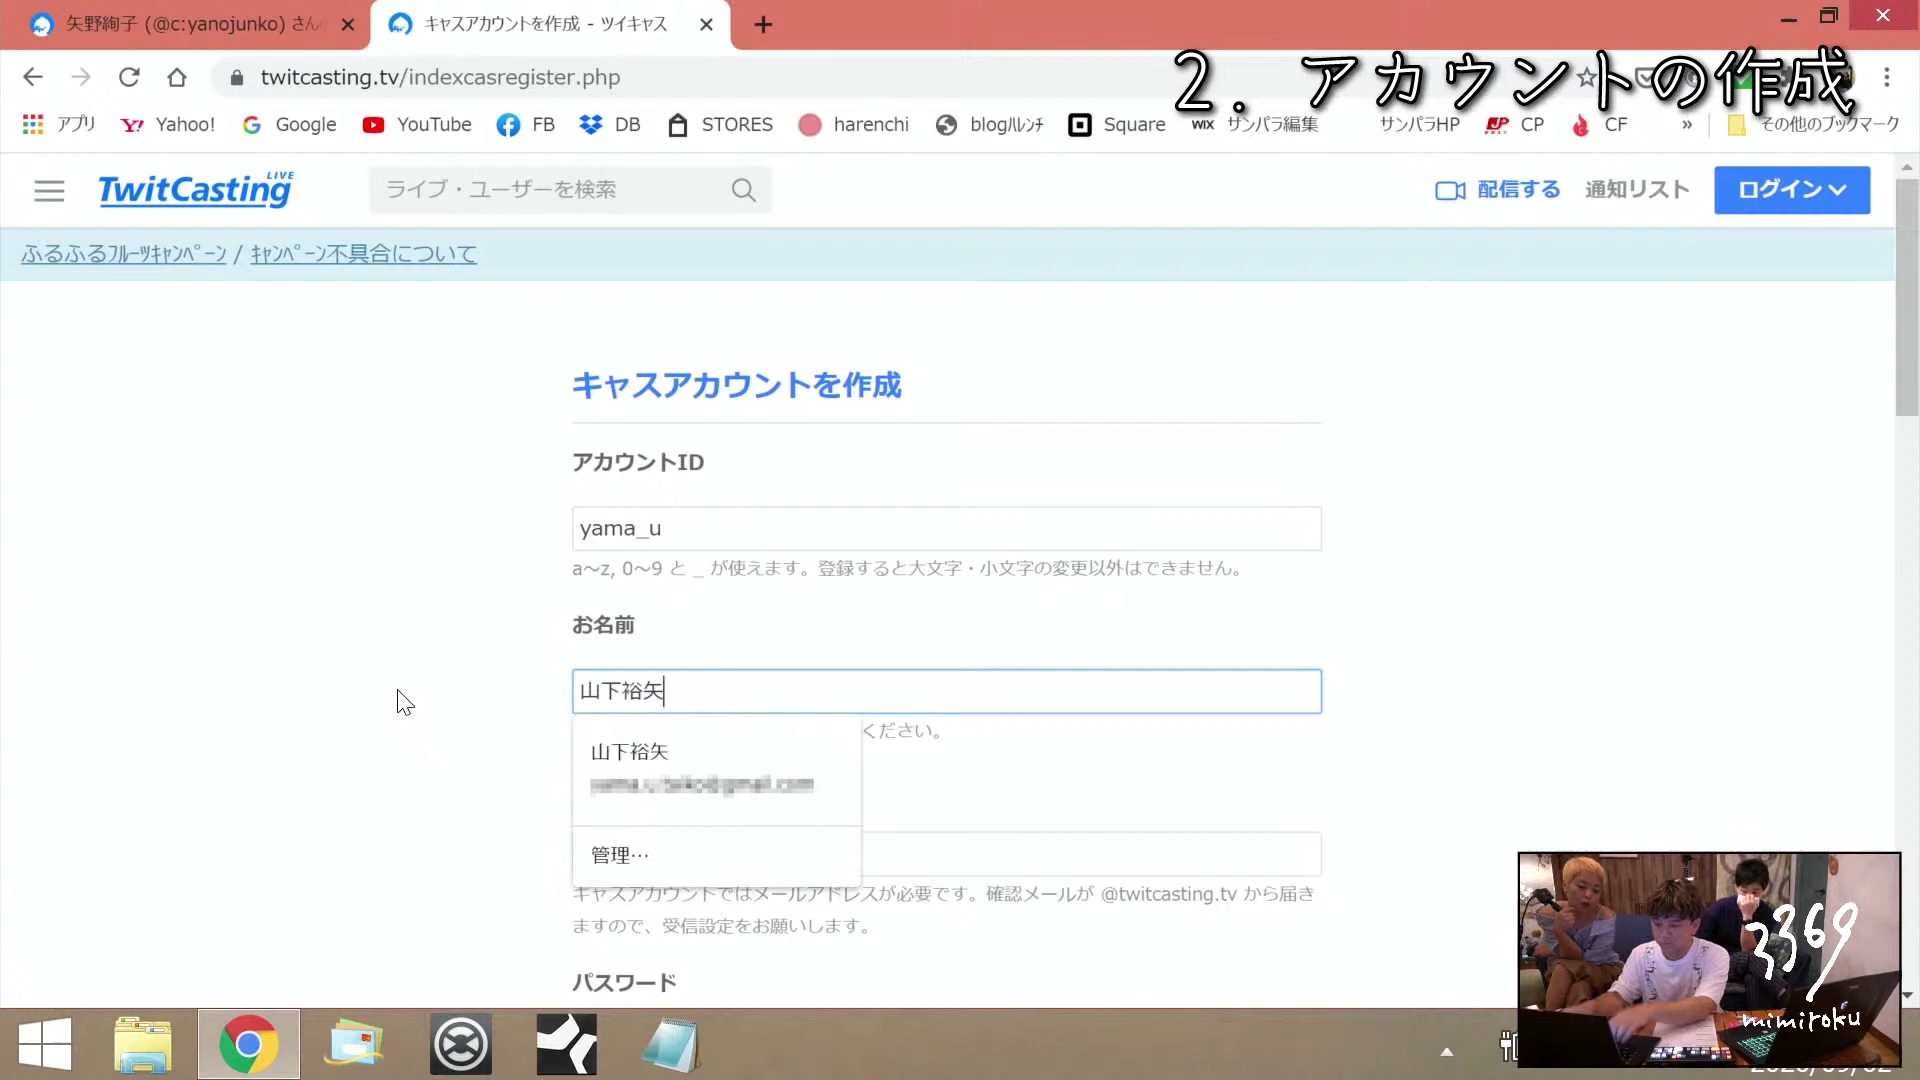 矢野絢子 (@c:yanojunko) さん
キャスアカウントを作成 - ツイキャス
twitcasting.tv/indexcasregister.php
2. アカウントの作成
アプリ Yahoo! Google YouTube FB DB STORES harenchi blogﾊﾚﾝﾁ Square WIX サンパラ編集 サンパラHP CP CF » その他のブックマーク
TwitCasting LIVE
ライブ・ユーザーを検索
配信する 通知リスト ログイン
ふるふるﾌﾙｰﾂｷｬﾝﾍﾟｰﾝ / ｷｬﾝﾍﾟｰﾝ不具合について
キャスアカウントを作成
アカウントID
yama_u
a〜z, 0〜9 と _ が使えます。登録すると大文字・小文字の変更以外はできません。
お名前
山下裕矢
ください。
山下裕矢
管理…
キャスアカウントではメールアドレスが必要です。確認メールが @twitcasting.tv から届き
ますので、受信設定をお願いします。
パスワード
3369
mimiroku